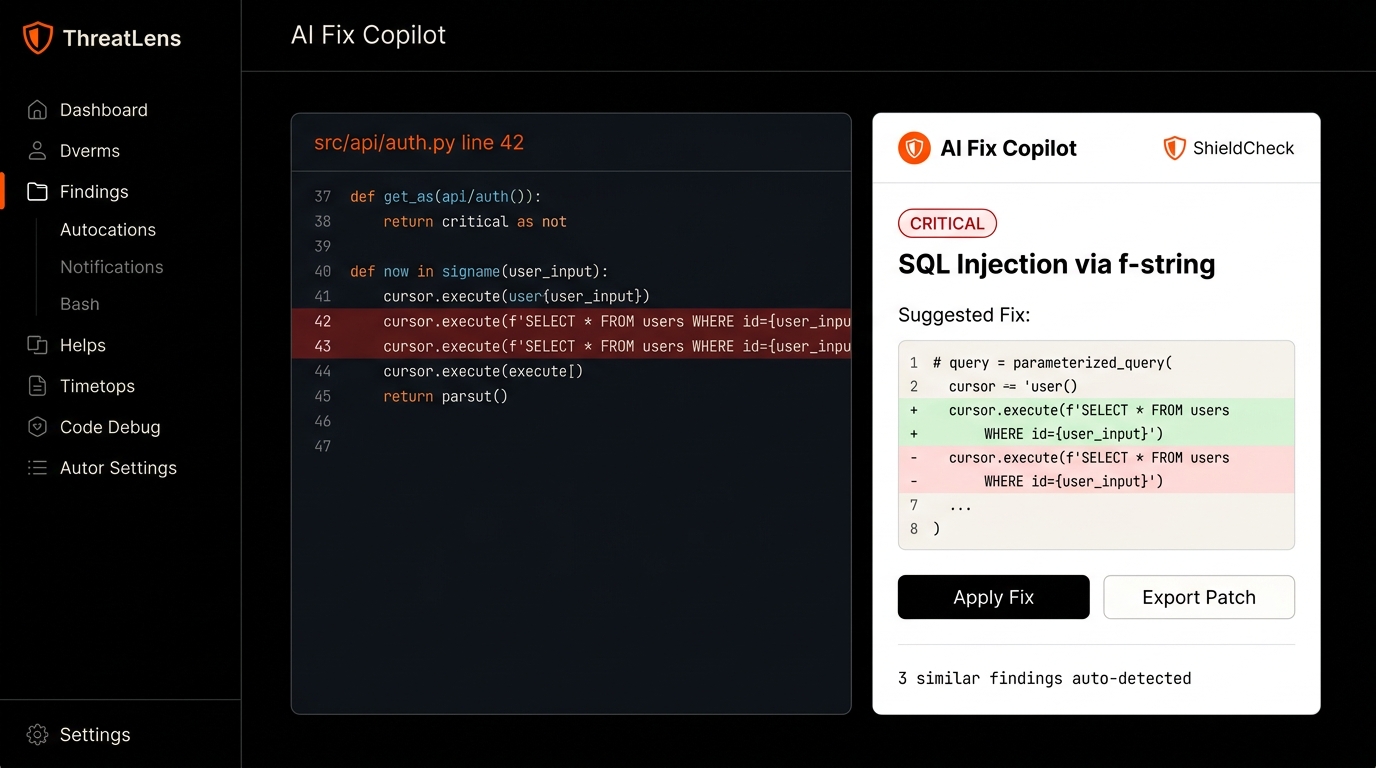 ThreatLens
Dashboard
Dverms
Findings
Autocations
Notifications
Bash
Helps
Timetops
Code Debug
Autor Settings
Settings
AI Fix Copilot
src/api/auth.py line 42
37 def get_as(api/auth()):
38 return critical as not
39
40 def now in signame(user_input):
41 cursor.execute(user{user_input})
42 cursor.execute(f'SELECT * FROM users WHERE id={user_inpu
43 cursor.execute(f'SELECT * FROM users WHERE id={user_inpu
44 cursor.execute(execute[)
45 return parsut()
46
47
AI Fix Copilot
ShieldCheck
CRITICAL
SQL Injection via f-string
Suggested Fix:
1 # query = parameterized_query(
2 cursor == 'user()
+ cursor.execute(f'SELECT * FROM users
+ WHERE id={user_input}')
- cursor.execute(f'SELECT * FROM users
- WHERE id={user_input}')
7 ...
8 )
Apply Fix
Export Patch
3 similar findings auto-detected